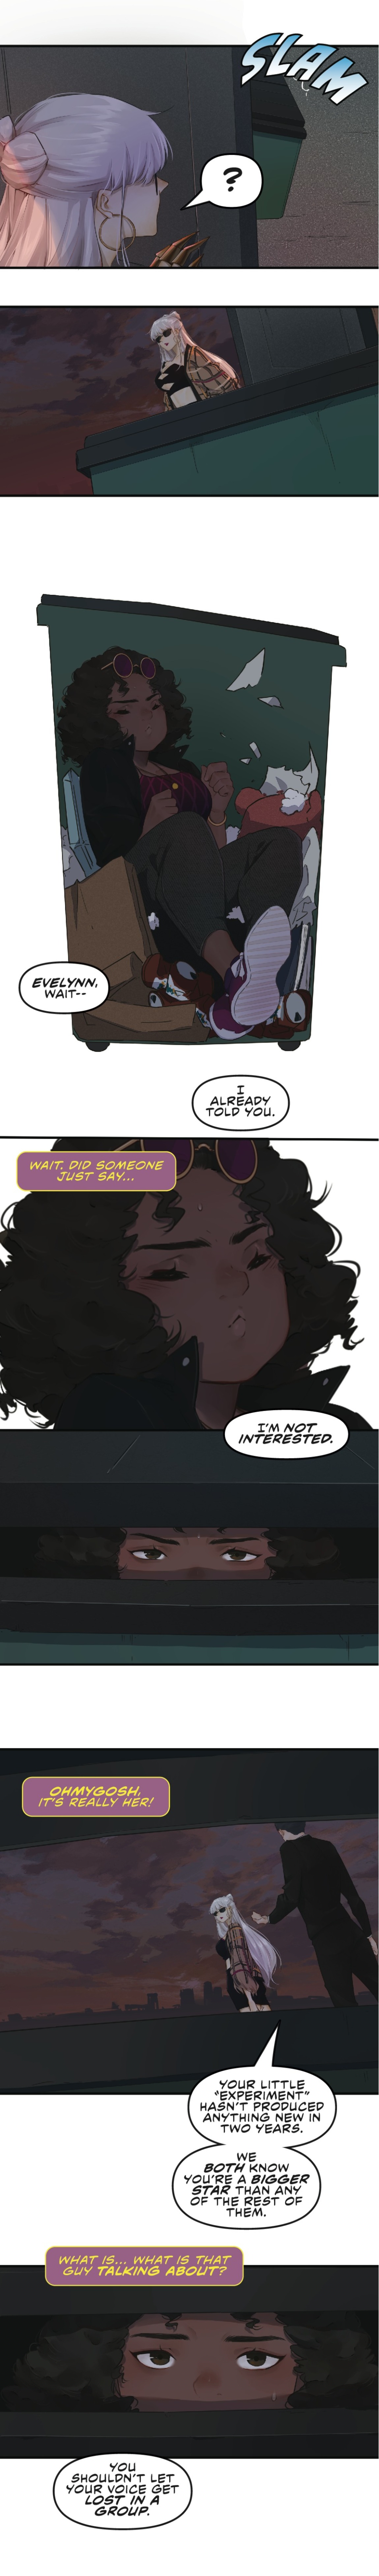 SLAM
?
EVELYNN,
WAIT--
I
ALREADY
TOLD YOU.
WAIT. DID SOMEONE
JUST SAY...
I'M NOT
INTERESTED.
OHMYGOSH.
IT'S REALLY HER!
YOUR LITTLE
"EXPERIMENT"
HASN'T PRODUCED
ANYTHING NEW IN
TWO YEARS.
WE
BOTH KNOW
YOU'RE A BIGGER
STAR THAN ANY
OF THE REST OF
THEM.
WHAT IS... WHAT IS THAT
GUY TALKING ABOUT?
YOU
SHOULDN'T LET
YOUR VOICE GET
LOST IN A
GROUP.